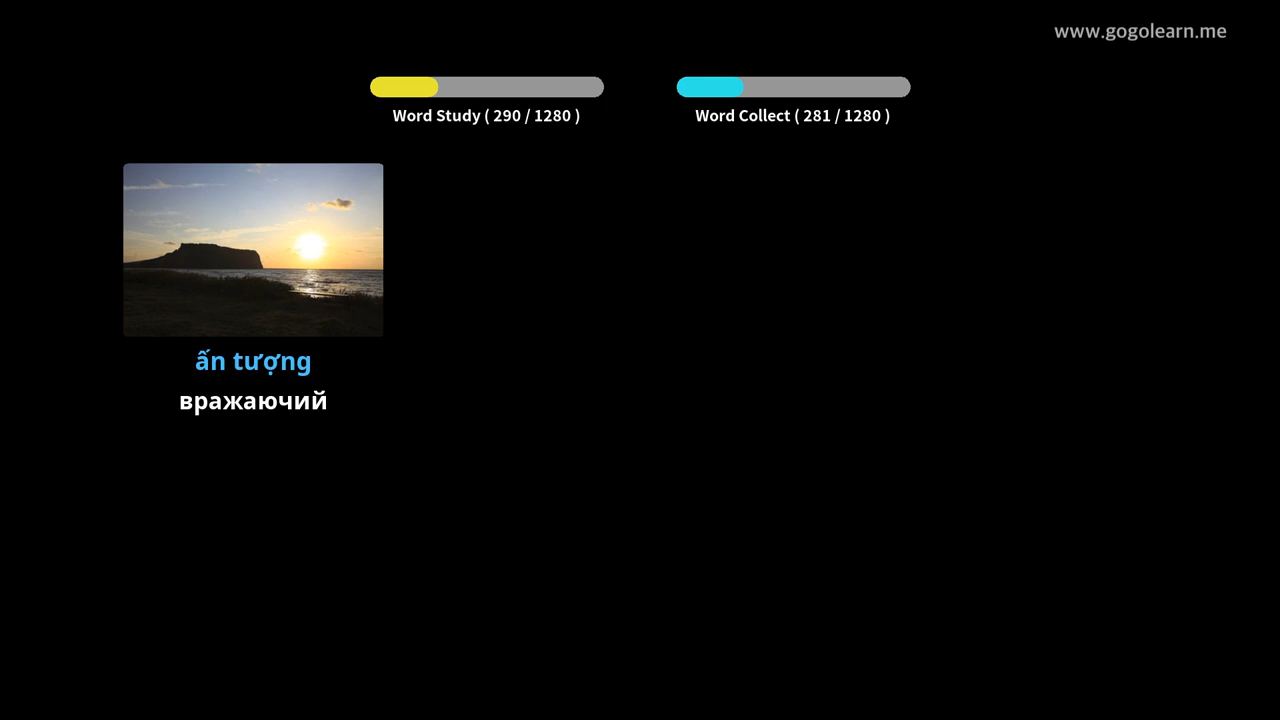 www.gogolearn.me
Word Study ( 290 / 1280 )
Word Collect ( 281 / 1280 )
ấn tượng
вражаючий